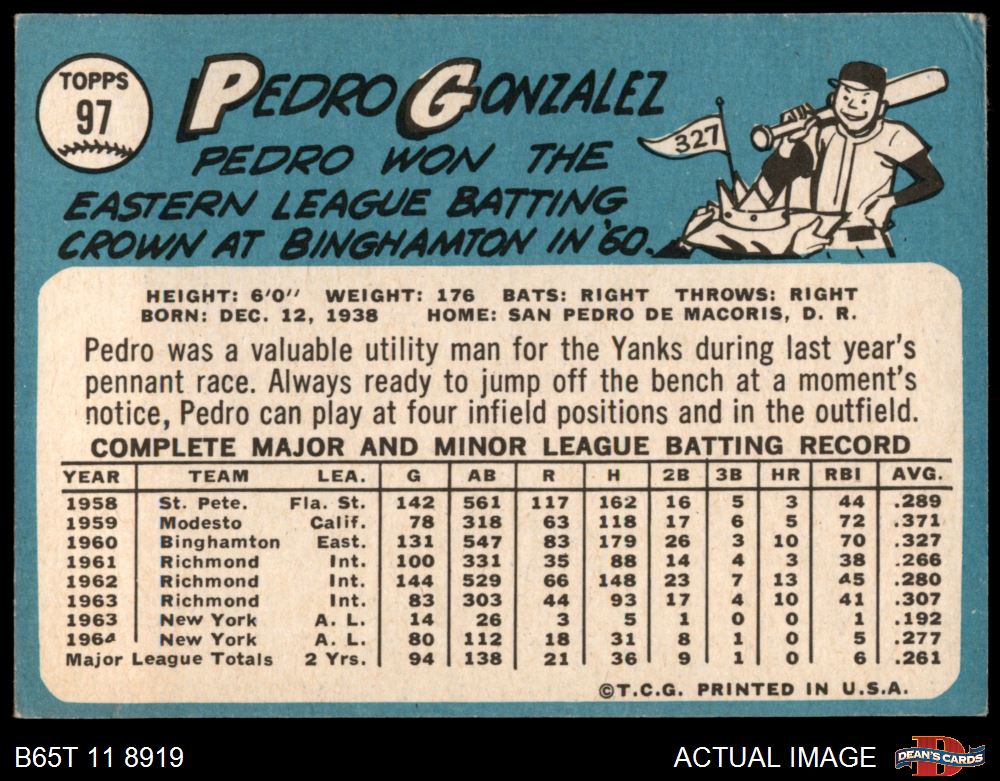 TOPPS
97
PEDRO GONZALEZ
PEDRO WON THE
EASTERN LEAGUE BATTING
CROWN AT BINGHAMTON IN '60.
327
HEIGHT: 6'0" WEIGHT: 176 BATS: RIGHT THROWS: RIGHT
BORN: DEC. 12, 1938 HOME: SAN PEDRO DE MACORIS, D. R.
Pedro was a valuable utility man for the Yanks during last year's
pennant race. Always ready to jump off the bench at a moment's
notice, Pedro can play at four infield positions and in the outfield.
COMPLETE MAJOR AND MINOR LEAGUE BATTING RECORD
YEAR TEAM LEA. G AB R H 2B 3B HR RBI AVG.
1958 St. Pete. Fla. St. 142 561 117 162 16 5 3 44 .289
1959 Modesto Calif. 78 318 63 118 17 6 5 72 .371
1960 Binghamton East. 131 547 83 179 26 3 10 70 .327
1961 Richmond Int. 100 331 35 88 14 4 3 38 .266
1962 Richmond Int. 144 529 66 148 23 7 13 45 .280
1963 Richmond Int. 83 303 44 93 17 4 10 41 .307
1963 New York A. L. 14 26 3 5 1 0 0 1 .192
1964 New York A. L. 80 112 18 31 8 1 0 5 .277
Major League Totals 2 Yrs. 94 138 21 36 9 1 0 6 .261
©T.C.G. PRINTED IN U.S.A.
B65T 11 8919 ACTUAL IMAGE DEAN'S CARDS